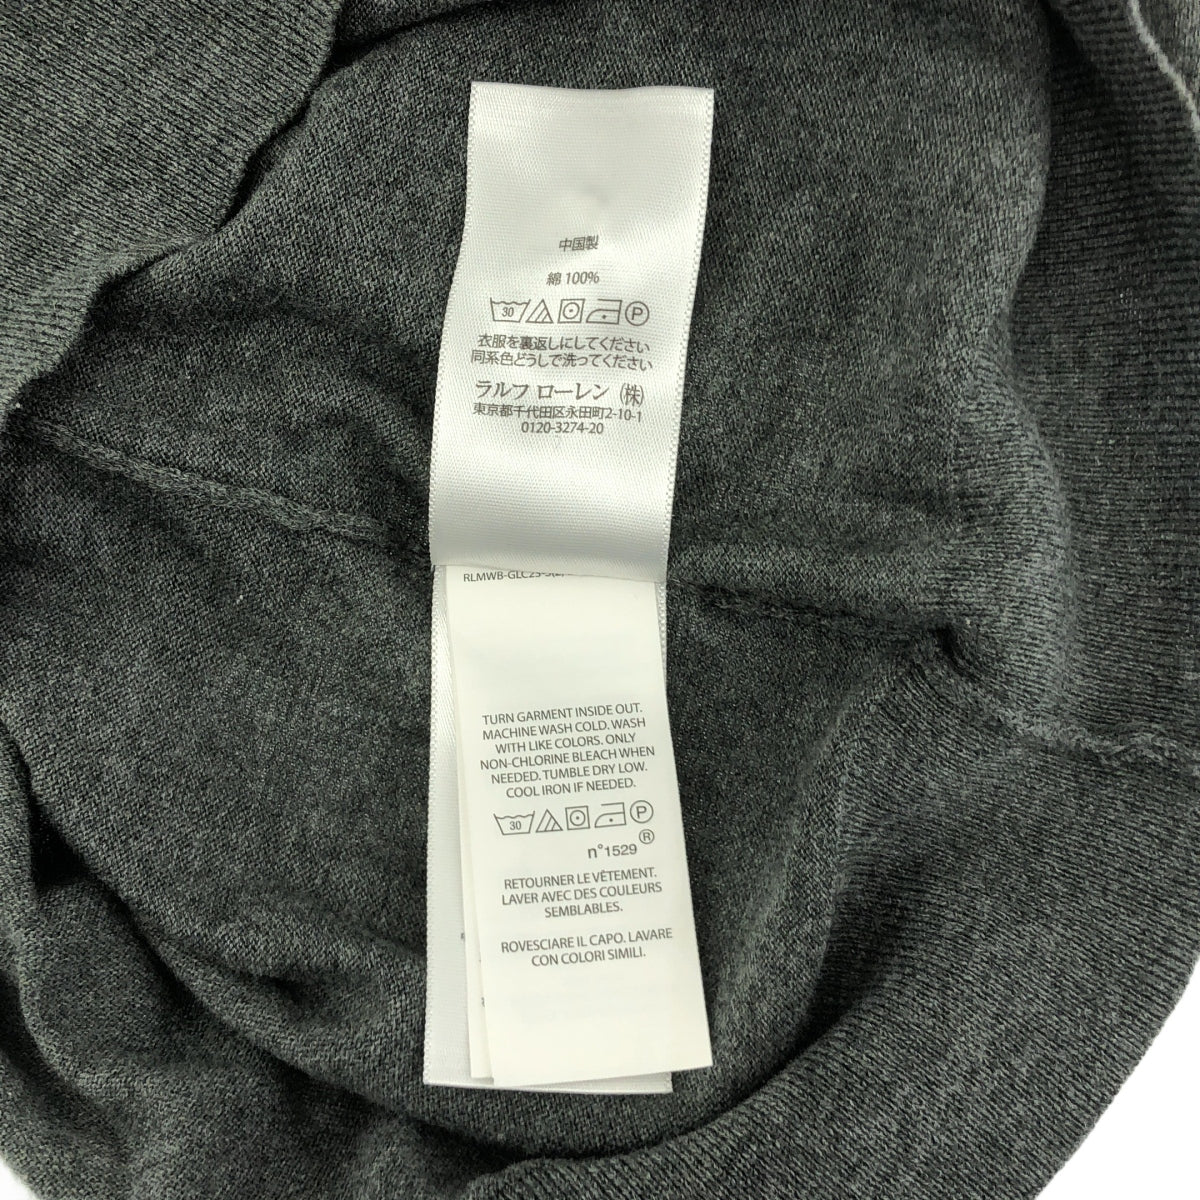 中国製
綿 100%
30 P
衣服を裏返しにしてください
同系色どうしで洗ってください
ラルフ ローレン (株)
東京都千代田区永田町2-10-1
0120-3274-20
TURN GARMENT INSIDE OUT.
MACHINE WASH COLD. WASH
WITH LIKE COLORS. ONLY
NON-CHLORINE BLEACH WHEN
NEEDED. TUMBLE DRY LOW.
COOL IRON IF NEEDED.
30 P
n°1529 ®
RETOURNER LE VÊTEMENT.
LAVER AVEC DES COULEURS
SEMBLABLES.
ROVESCIARE IL CAPO. LAVARE
CON COLORI SIMILI.